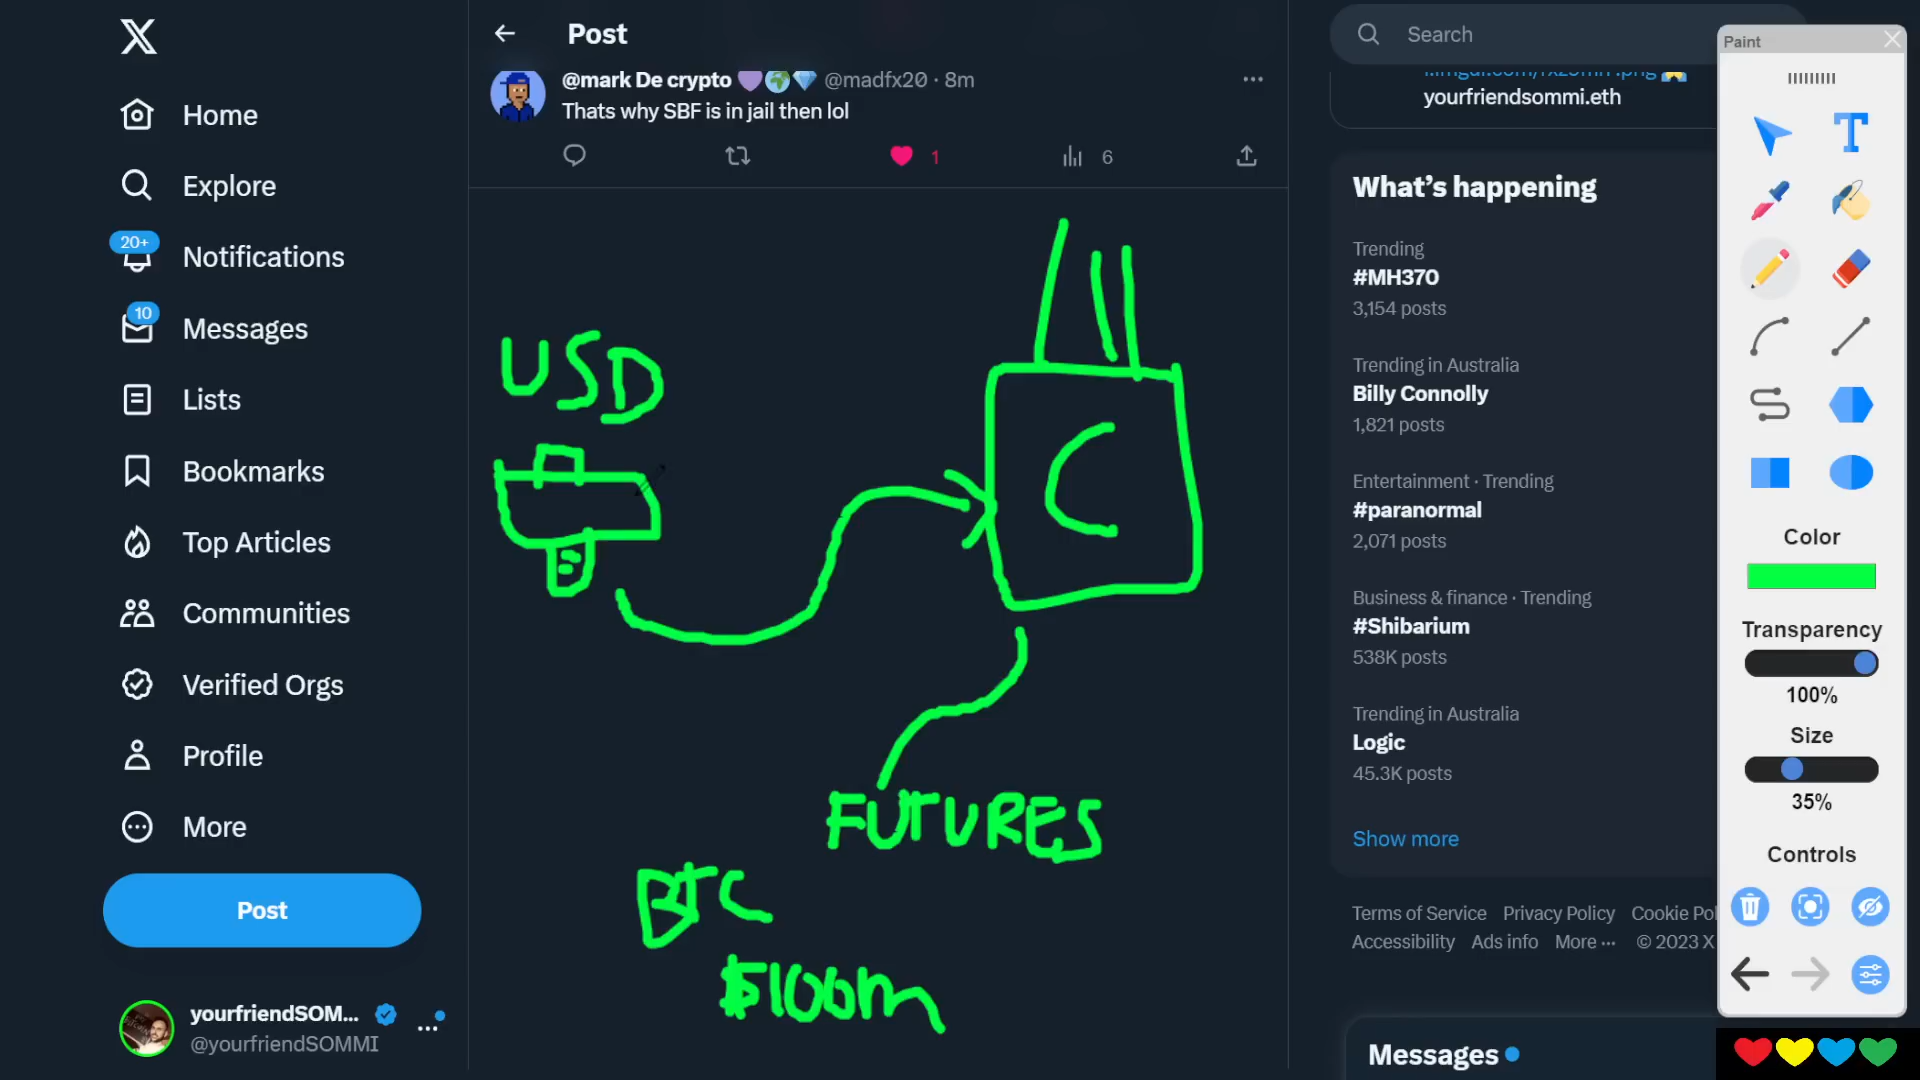 Home
Explore
20+
Notifications
10
Messages
Lists
Bookmarks
Top Articles
Communities
Verified Orgs
Profile
More
Post
yourfriendSOM...
@yourfriendSOMMI
Post
@mark De crypto 💜🌍💎 @madfx20 · 8m
Thats why SBF is in jail then lol
1
6
USD
C
FUTURES
BTC
$100m
Search
yourfriendsommi.eth
What's happening
Trending
#MH370
3,154 posts
Trending in Australia
Billy Connolly
1,821 posts
Entertainment · Trending
#paranormal
2,071 posts
Business & finance · Trending
#Shibarium
538K posts
Trending in Australia
Logic
45.3K posts
Show more
Terms of Service Privacy Policy Cookie Pol
Accessibility Ads info More ··· © 2023 X
Messages
Paint
T
Color
Transparency
100%
Size
35%
Controls